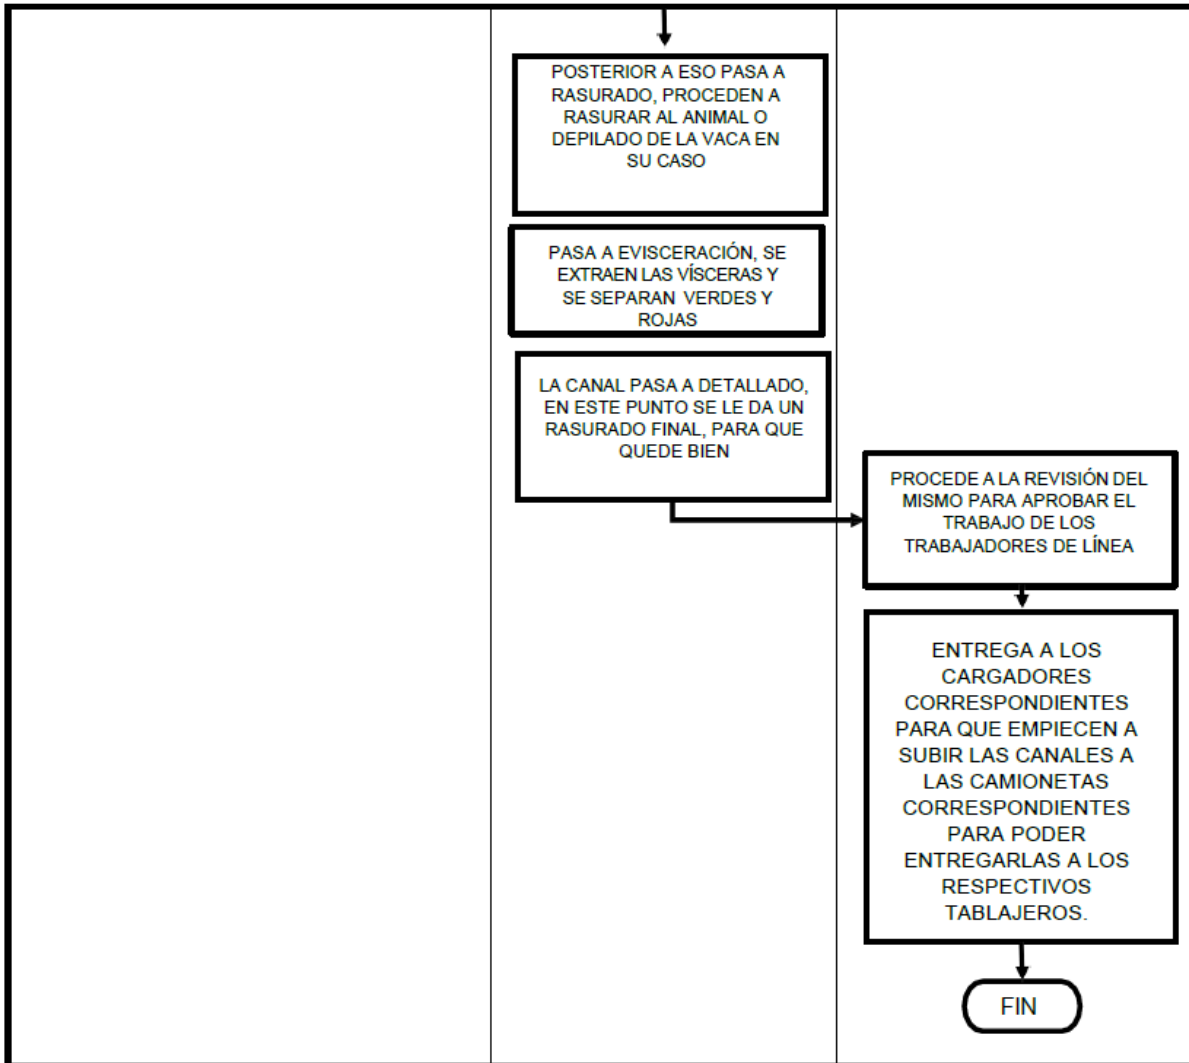 POSTERIOR A ESO PASA A
RASURADO, PROCEDEN A
RASURAR AL ANIMAL O
DEPILADO DE LA VACA EN
SU CASO
PASA A EVISCERACIÓN, SE
EXTRAEN LAS VÍSCERAS Y
SE SEPARAN VERDES Y
ROJAS
LA CANAL PASA A DETALLADO,
EN ESTE PUNTO SE LE DA UN
RASURADO FINAL, PARA QUE
QUEDE BIEN
PROCEDE A LA REVISIÓN DEL
MISMO PARA APROBAR EL
TRABAJO DE LOS
TRABAJADORES DE LÍNEA
ENTREGA A LOS
CARGADORES
CORRESPONDIENTES
PARA QUE EMPIECEN A
SUBIR LAS CANALES A
LAS CAMIONETAS
CORRESPONDIENTES
PARA PODER
ENTREGARLAS A LOS
RESPECTIVOS
TABLAJEROS.
FIN